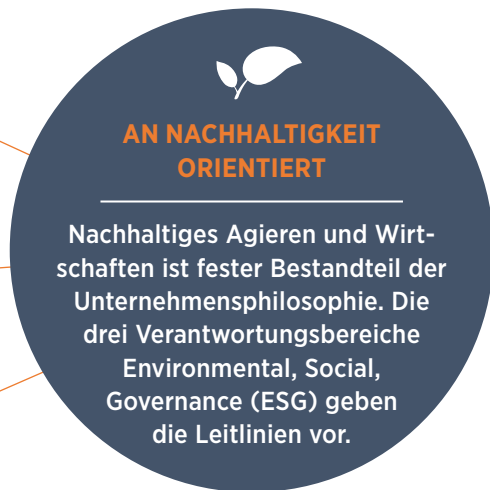 AN NACHHALTIGKEIT
ORIENTIERT
Nachhaltiges Agieren und Wirt-
schaften ist fester Bestandteil der
Unternehmensphilosophie. Die
drei Verantwortungsbereiche
Environmental, Social,
Governance (ESG) geben
die Leitlinien vor.